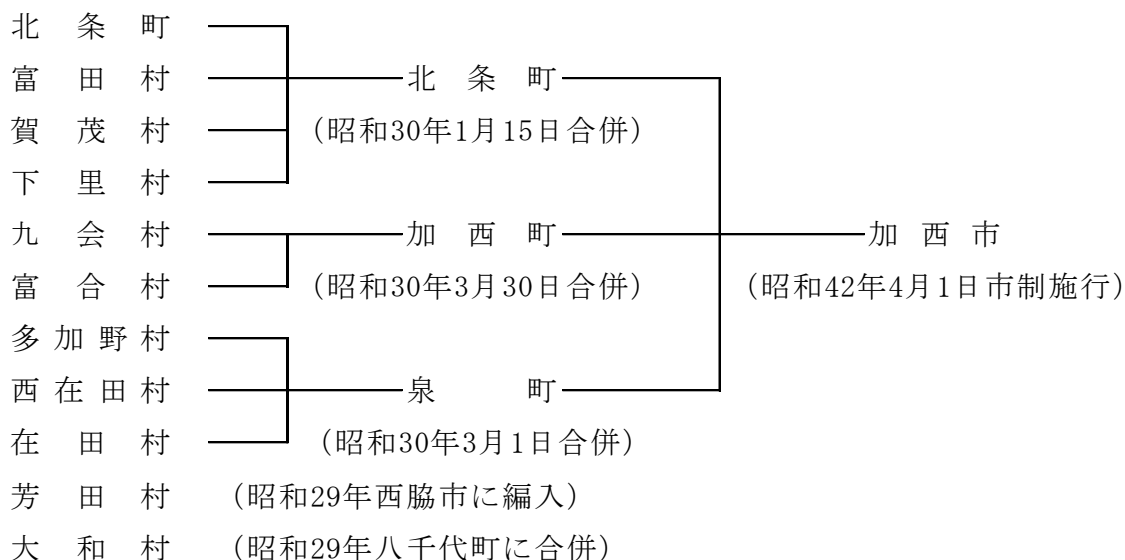 北条町
富田村 北条町
賀茂村 (昭和30年1月15日合併)
下里村
九会村 加西町 加西市
富合村 (昭和30年3月30日合併) (昭和42年4月1日市制施行)
多加野村
西在田村 泉町
在田村 (昭和30年3月1日合併)
芳田村 (昭和29年西脇市に編入)
大和村 (昭和29年八千代町に合併)